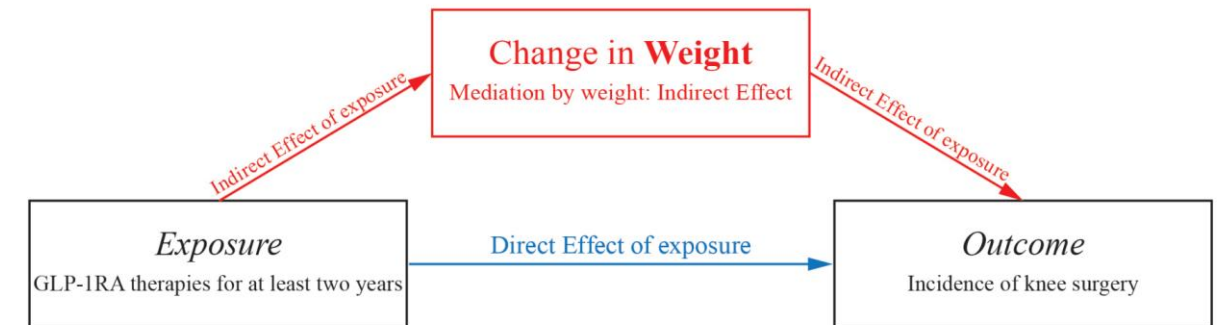 Change in Weight
Mediation by weight: Indirect Effect
Indirect Effect of exposure
Indirect Effect of exposure
Exposure
GLP-1RA therapies for at least two years
Direct Effect of exposure
Outcome
Incidence of knee surgery